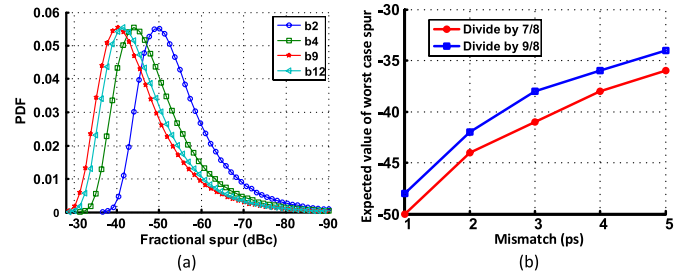 0.06
0.05
0.04
0.03
0.02
0.01
0
PDF
b2
b4
b9
b12
-30 -40 -50 -60 -70 -80 -90
Fractional spur (dBc)
(a)
Expected value of worst case spur
-30
-35
-40
-45
-50
Divide by 7/8
Divide by 9/8
1 2 3 4 5
Mismatch (ps)
(b)